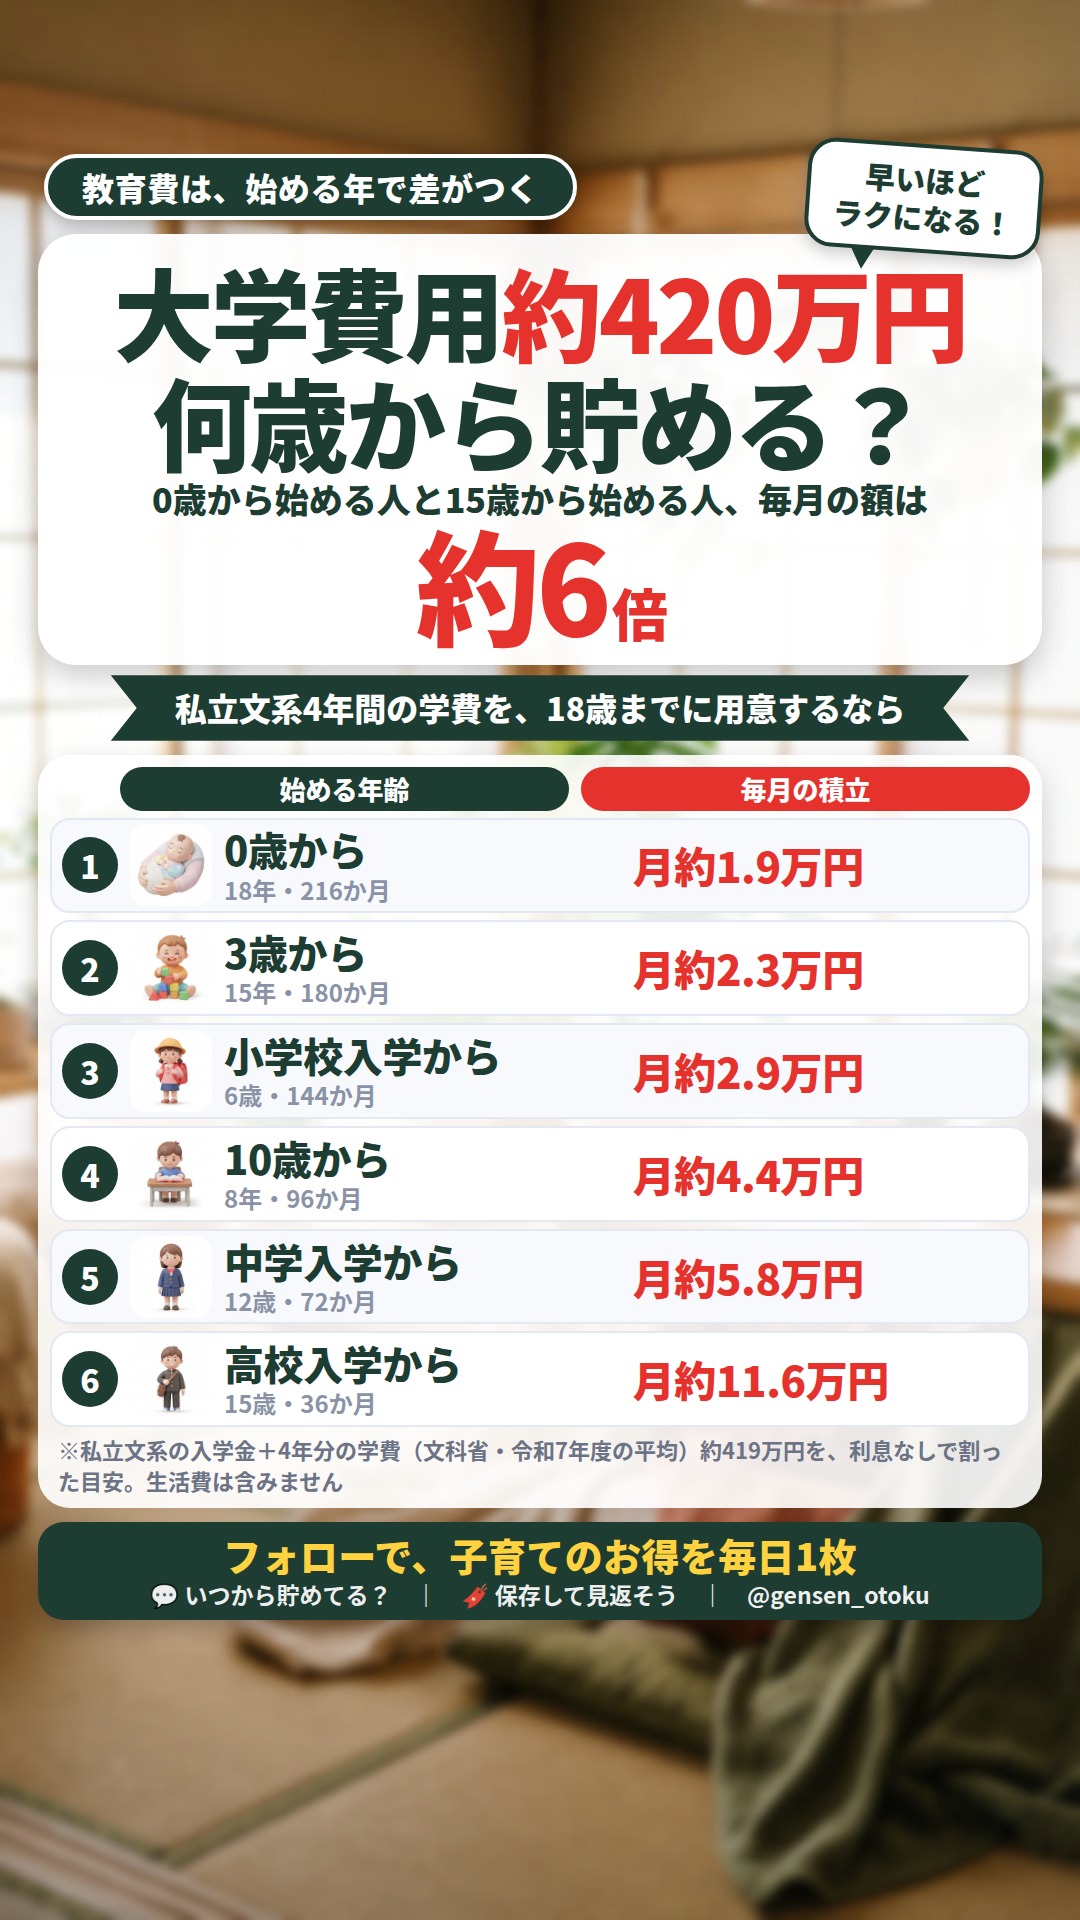 教育費は、始める年で差がつく
早いほど
ラクになる！
大学費用約420万円
何歳から貯める？
0歳から始める人と15歳から始める人、毎月の額は
約6倍
私立文系4年間の学費を、18歳までに用意するなら
始める年齢 毎月の積立
1 0歳から 月約1.9万円
18年・216か月
2 3歳から 月約2.3万円
15年・180か月
3 小学校入学から 月約2.9万円
6歳・144か月
4 10歳から 月約4.4万円
8年・96か月
5 中学入学から 月約5.8万円
12歳・72か月
6 高校入学から 月約11.6万円
15歳・36か月
※私立文系の入学金＋4年分の学費（文科省・令和7年度の平均）約419万円を、利息なしで割っ
た目安。生活費は含みません
フォローで、子育てのお得を毎日1枚
💬 いつから貯めてる？ ｜ 🔖 保存して見返そう ｜ @gensen_otoku